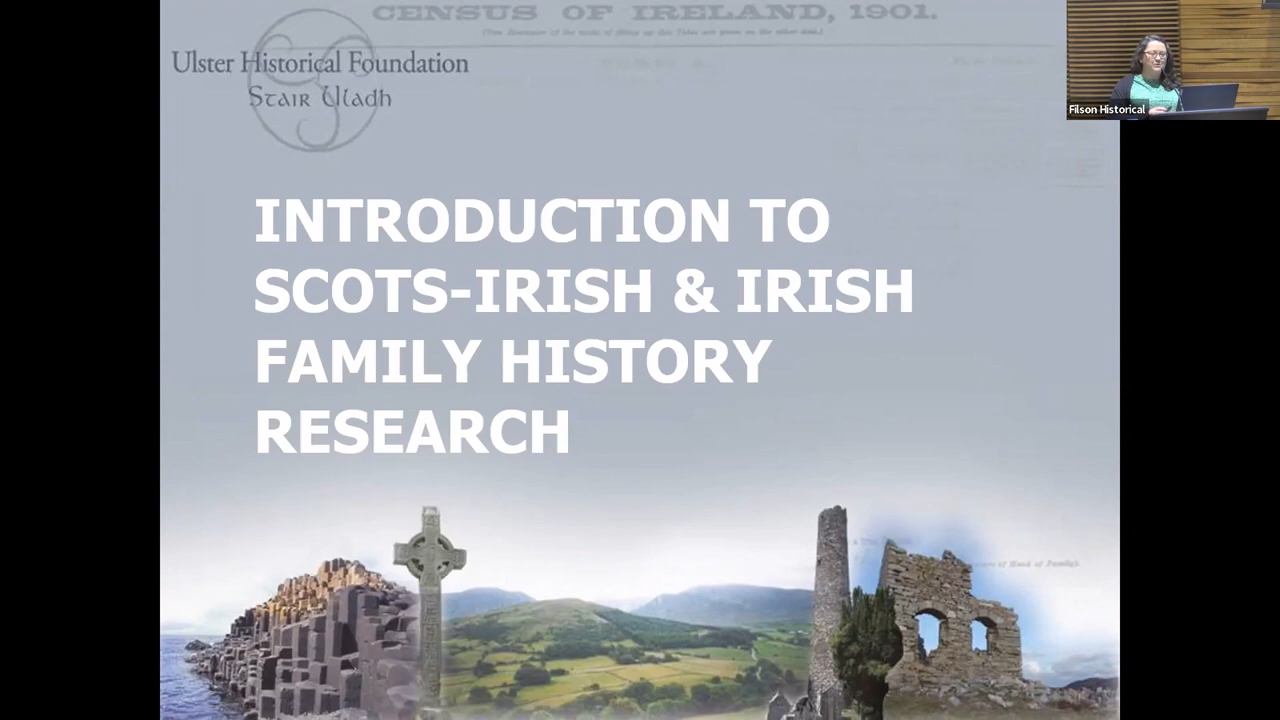 CENSUS OF IRELAND, 1901.
Ulster Historical Foundation
Stair Uladh
INTRODUCTION TO
SCOTS-IRISH & IRISH
FAMILY HISTORY
RESEARCH
Filson Historical